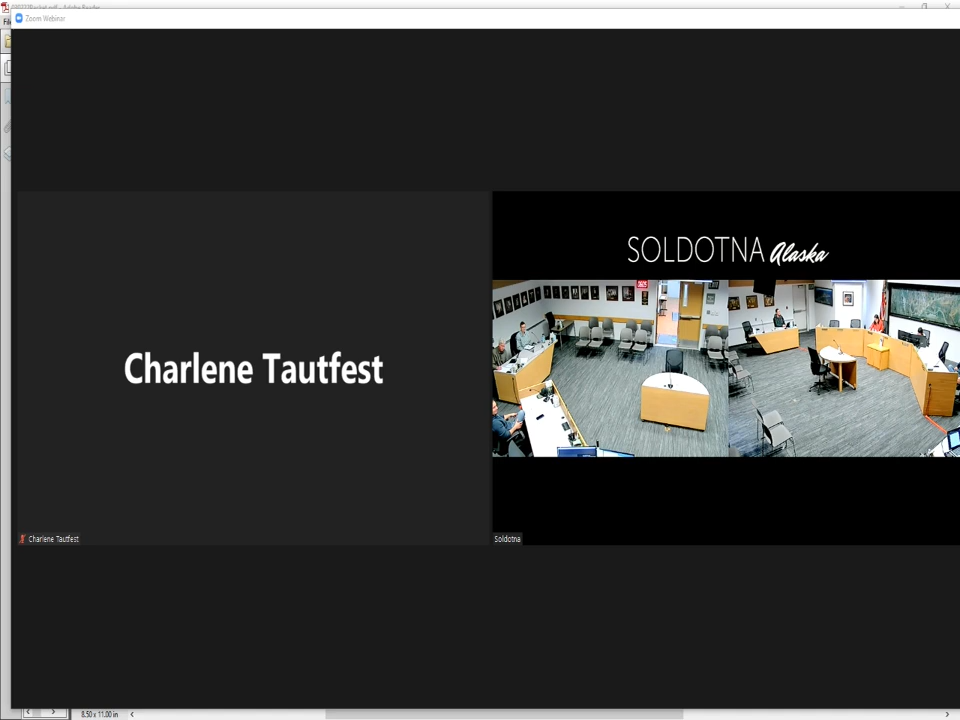 Zoom Webinar
SOLDOTNA Alaska
Charlene Tautfest
Charlene Tautfest
Soldotna
8.50 x 11.00 in